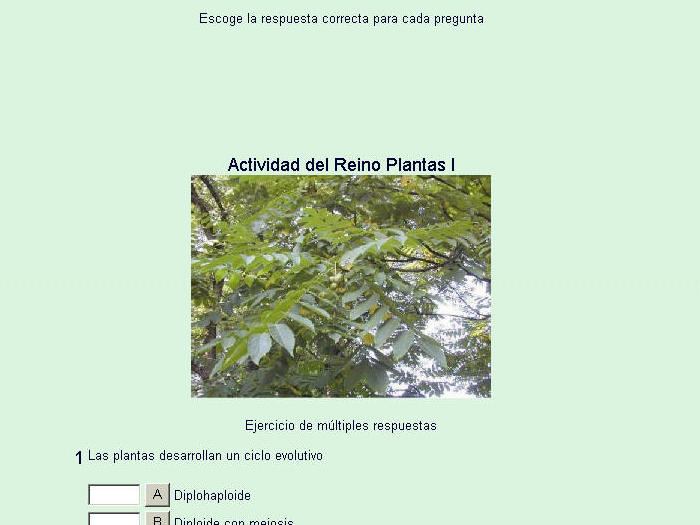 Escoge la respuesta correcta para cada pregunta
Actividad del Reino Plantas I
Ejercicio de múltiples respuestas
1 Las plantas desarrollan un ciclo evolutivo
A Diplohaploide
B Diploide con meiosis